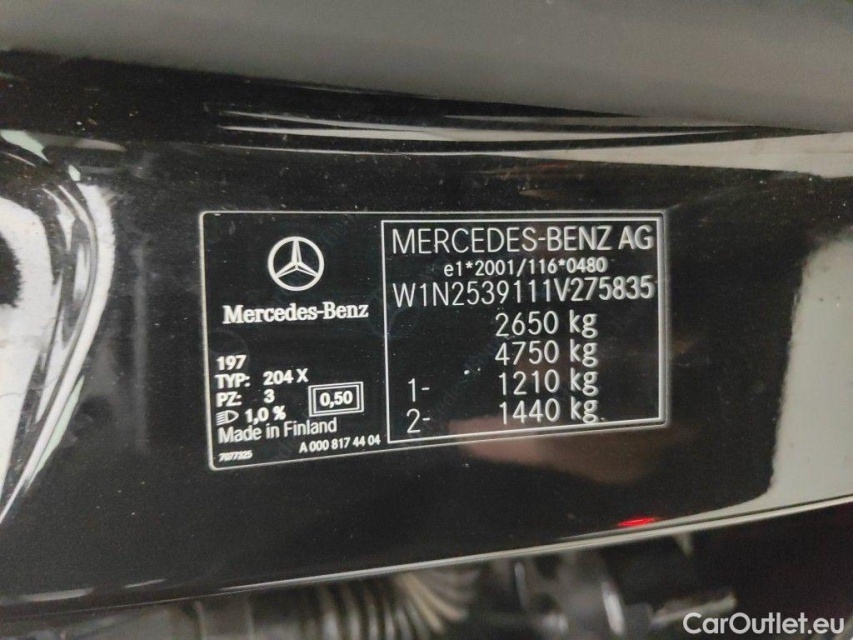 Mercedes-Benz
197
TYP: 204 X
PZ: 3
1,0 %
0,50
Made in Finland
7077325
A 000 817 44 04
MERCEDES-BENZ AG
e1*2001/116*0480
W1N2539111V275835
2650 kg
4750 kg
1- 1210 kg
2- 1440 kg
CarOutlet.eu